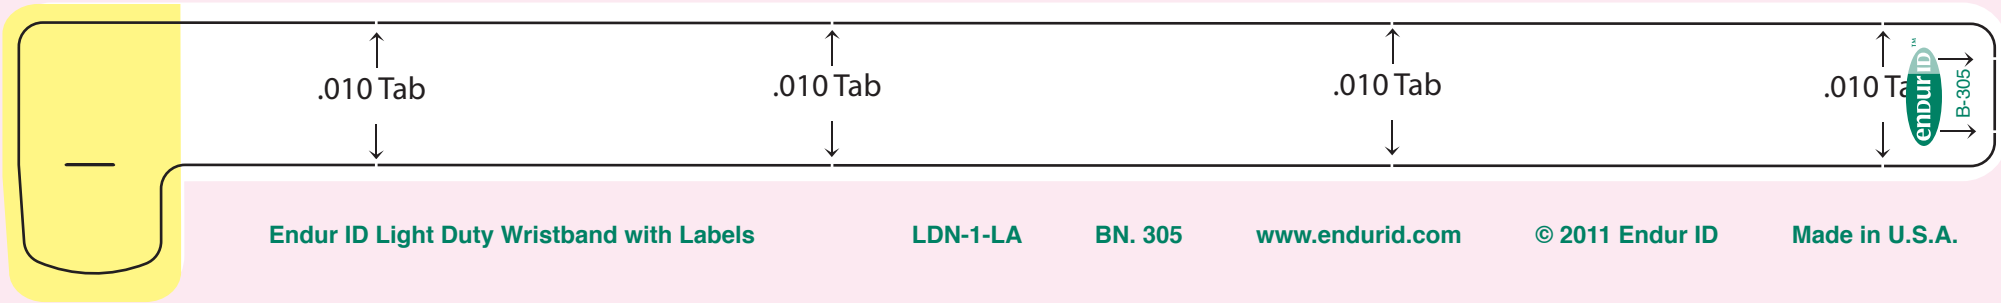 .010 Tab
.010 Tab
.010 Tab
.010 Ta
enDUR ID™
B-305
Endur ID Light Duty Wristband with Labels LDN-1-LA BN. 305 www.endurid.com © 2011 Endur ID Made in U.S.A.